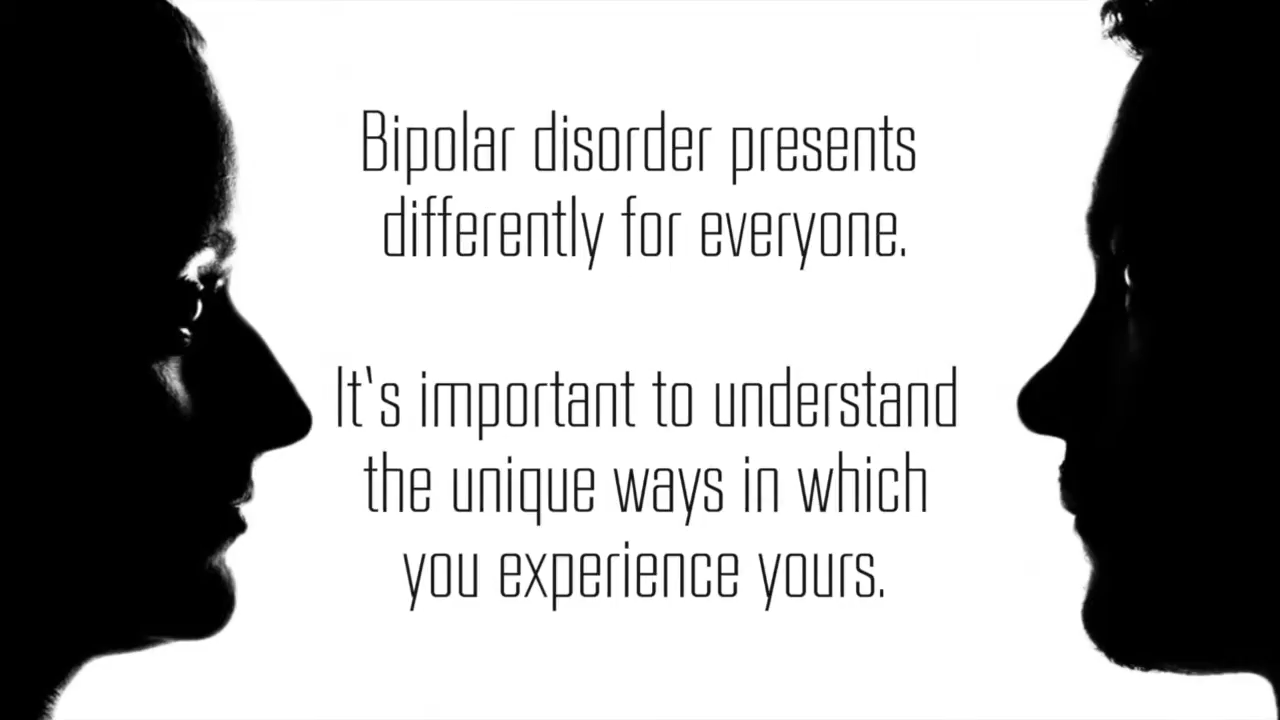 Bipolar disorder presents
differently for everyone.
It's important to understand
the unique ways in which
you experience yours.